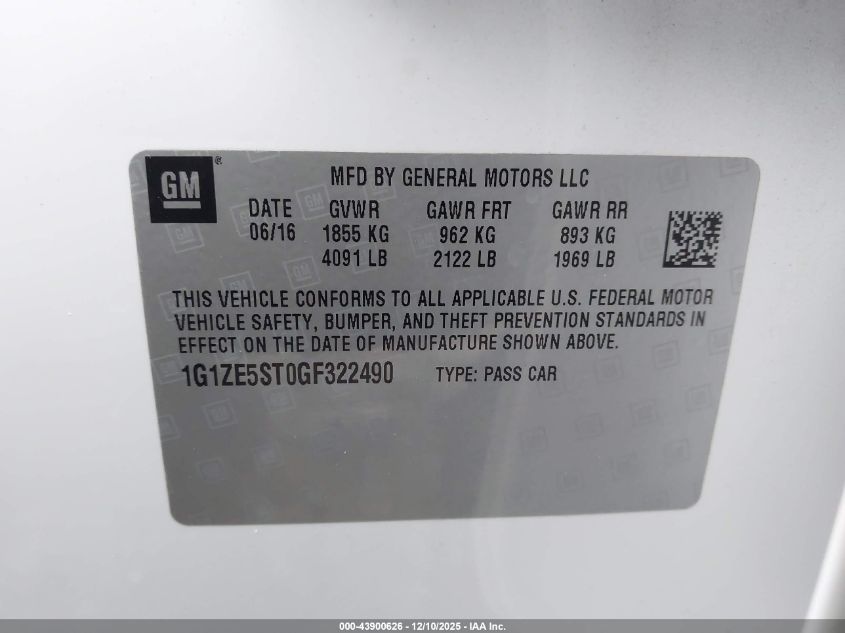 GM®
MFD BY GENERAL MOTORS LLC
DATE GVWR GAWR FRT GAWR RR
06/16 1855 KG 962 KG 893 KG
4091 LB 2122 LB 1969 LB
THIS VEHICLE CONFORMS TO ALL APPLICABLE U.S. FEDERAL MOTOR
VEHICLE SAFETY, BUMPER, AND THEFT PREVENTION STANDARDS IN
EFFECT ON THE DATE OF MANUFACTURE SHOWN ABOVE.
1G1ZE5ST0GF322490 TYPE: PASS CAR
000-43900626 - 12/10/2025 - IAA Inc.